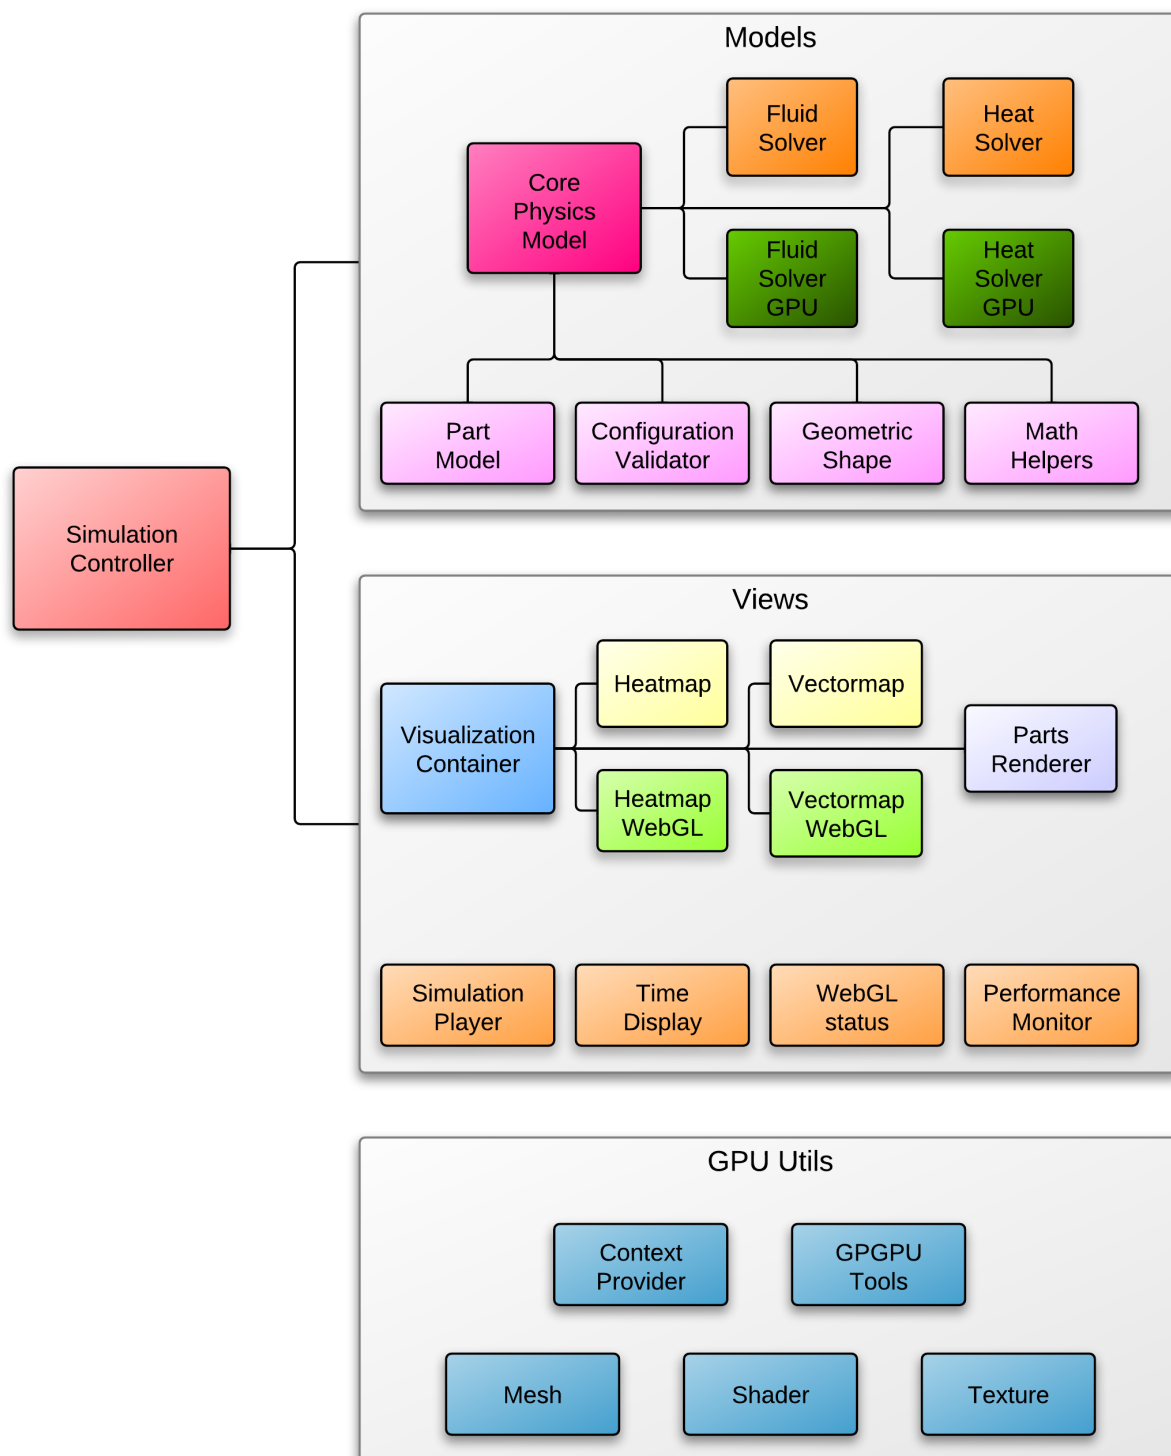 Models
Fluid
Solver
Heat
Solver
Core
Physics
Model
Fluid
Solver
GPU
Heat
Solver
GPU
Part
Model
Configuration
Validator
Geometric
Shape
Math
Helpers
Simulation
Controller
Views
Heatmap
Vectormap
Visualization
Container
Parts
Renderer
Heatmap
WebGL
Vectormap
WebGL
Simulation
Player
Time
Display
WebGL
status
Performance
Monitor
GPU Utils
Context
Provider
GPGPU
Tools
Mesh
Shader
Texture